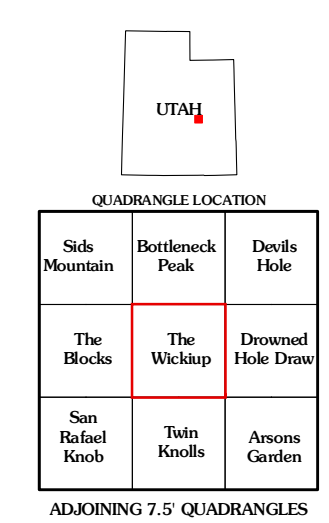 UTAH
QUADRANGLE LOCATION
Sids
Mountain
Bottleneck
Peak
Devils
Hole
The
Blocks
The
Wickiup
Drowned
Hole Draw
San
Rafael
Knob
Twin
Knolls
Arsons
Garden
ADJOINING 7.5' QUADRANGLES